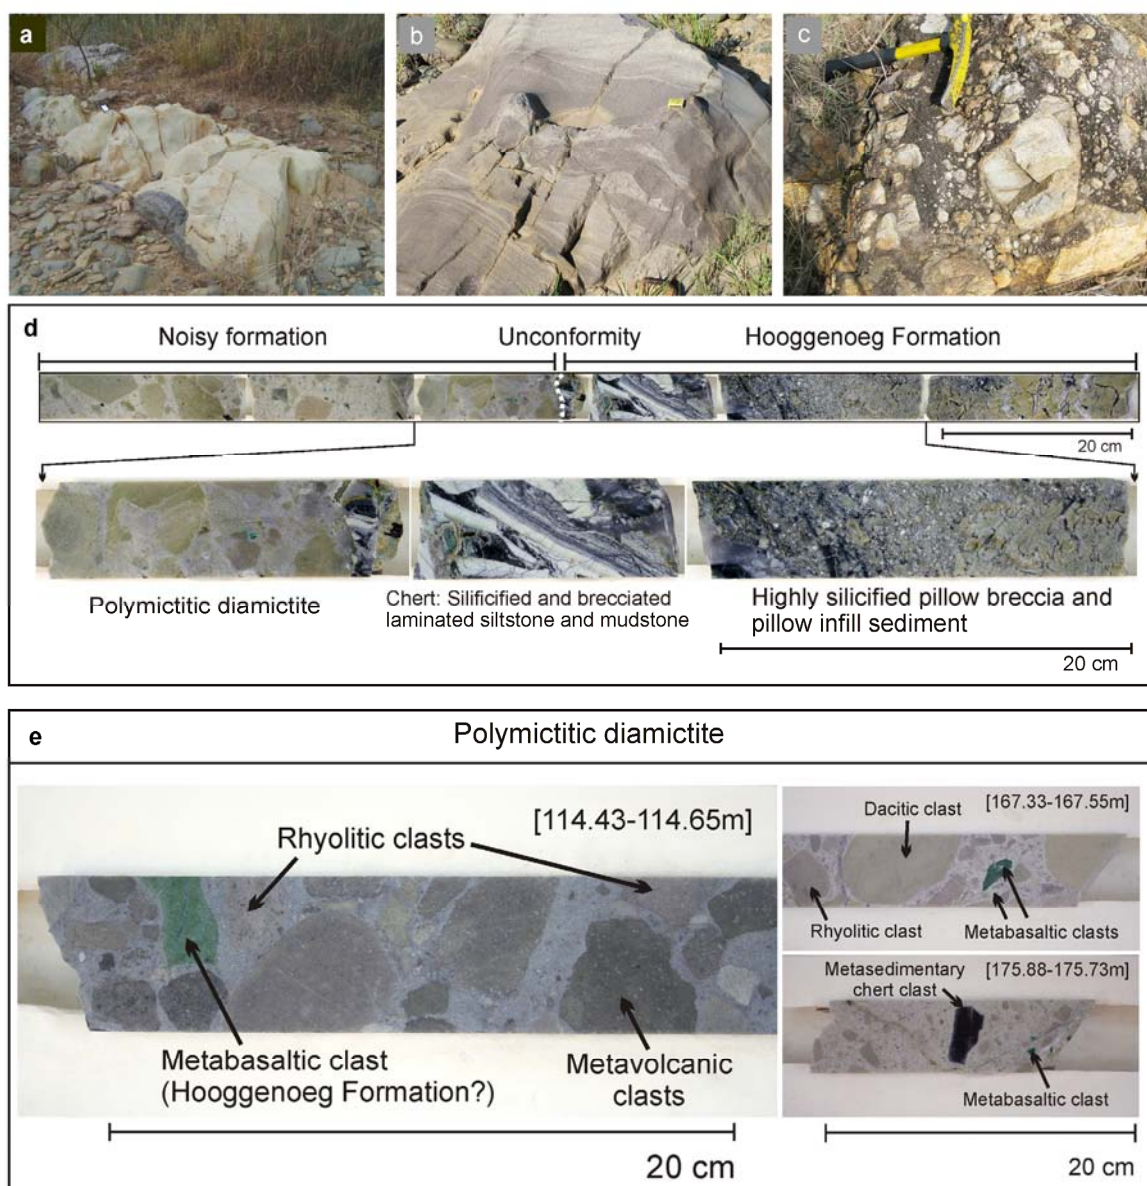 a
b
c
d
Noisy formation
Unconformity
Hooggenoeg Formation
20 cm
Polymictitic diamictite
Chert: Silificified and brecciated
laminated siltstone and mudstone
Highly silicified pillow breccia and
pillow infill sediment
20 cm
e
Polymictitic diamictite
[114.43-114.65m]
Rhyolitic clasts
Metabasaltic clast
(Hooggenoeg Formation?)
Metavolcanic
clasts
20 cm
Dacitic clast
[167.33-167.55m]
Rhyolitic clast
Metabasaltic clasts
Metasedimentary
chert clast
[175.88-175.73m]
Metabasaltic clast
20 cm